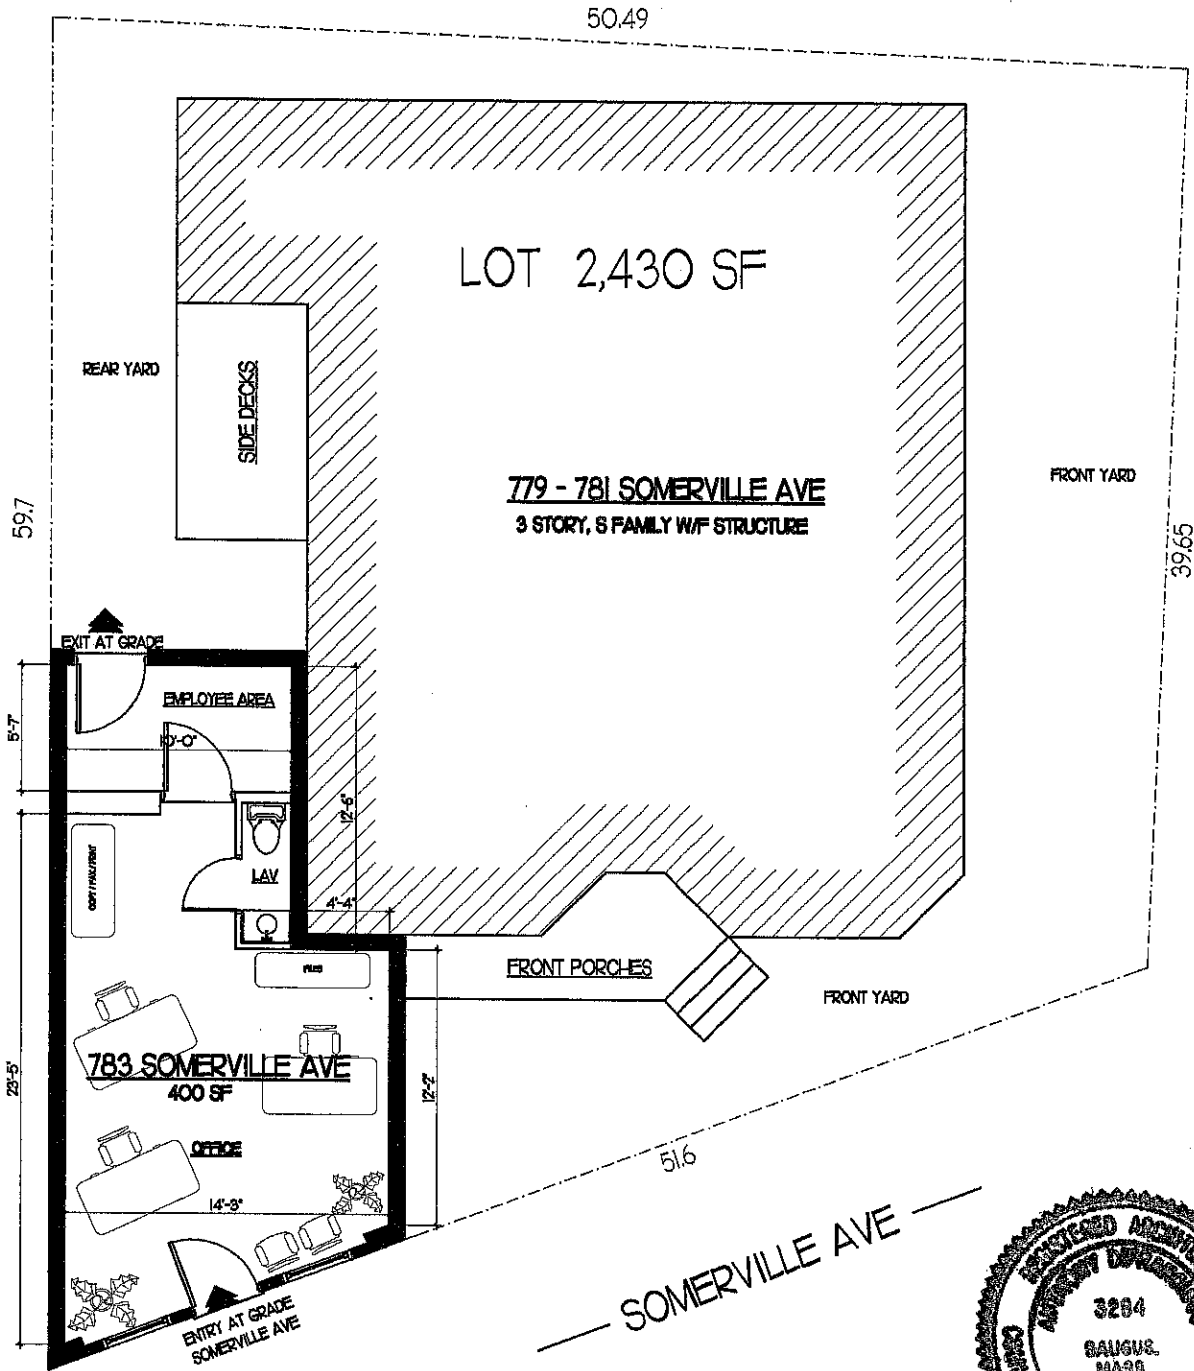 50.49
LOT 2,430 SF
REAR YARD
SIDE DECKS
779 - 781 SOMERVILLE AVE
3 STORY, 5 FAMILY W/F STRUCTURE
FRONT YARD
59.7
39.65
EXIT AT GRADE
EMPLOYEE AREA
5'-7"
10'-0"
12'-6"
LAV
4'-4"
FILES
FRONT PORCHES
FRONT YARD
783 SOMERVILLE AVE
400 SF
23'-5"
12'-2"
OFFICE
51.6
14'-3"
SOMERVILLE AVE
ENTRY AT GRADE
SOMERVILLE AVE
REGISTERED
ANTHONY
3284
SAUGUS,
MASS